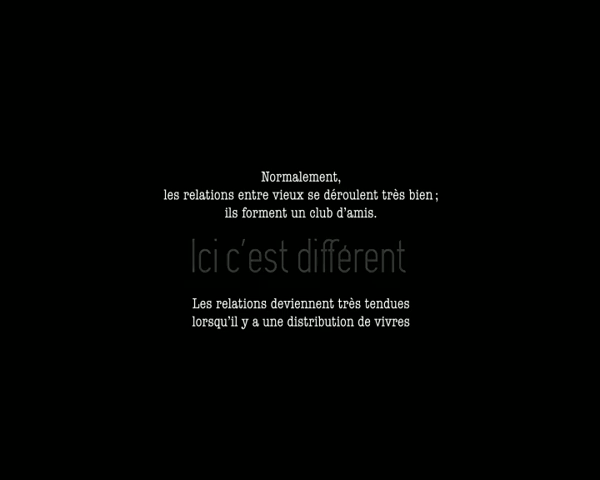 Normalement,
les relations entre vieux se déroulent très bien ;
ils forment un club d'amis.
Ici c'est différent
Les relations deviennent très tendues
lorsqu'il y a une distribution de vivres